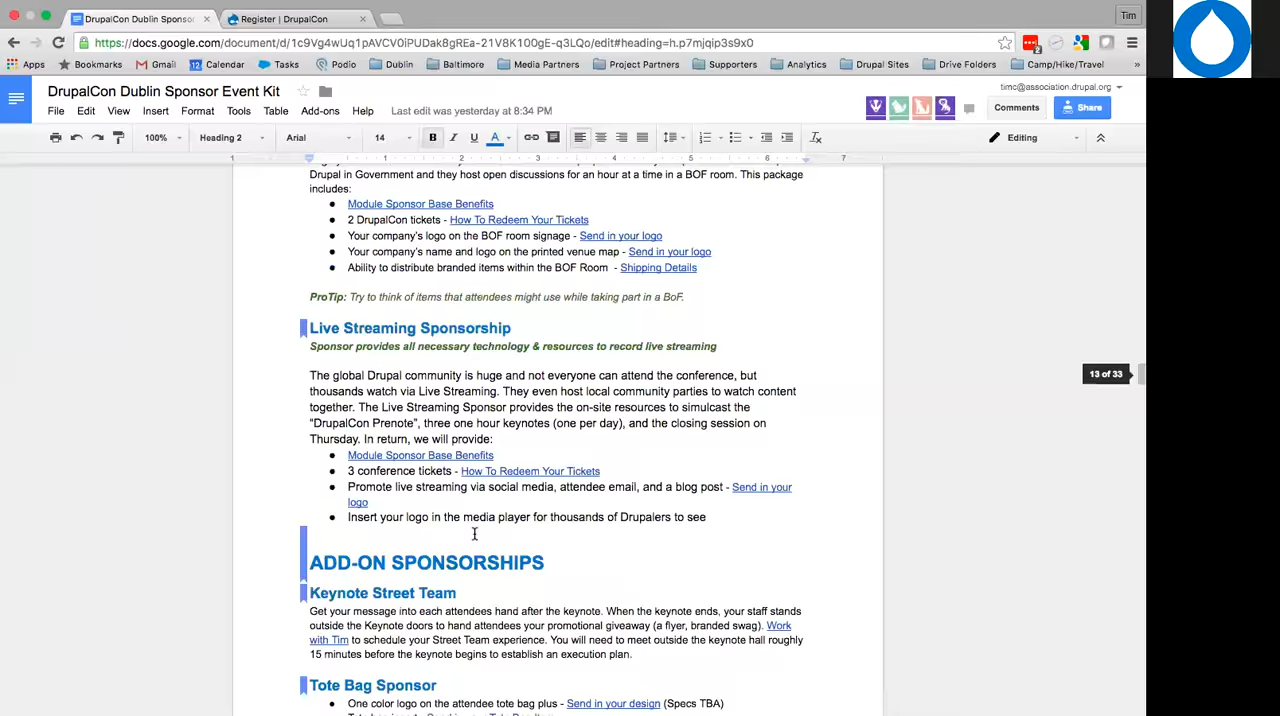 DrupalCon Dublin Sponsor
Register | DrupalCon
Tim
https://docs.google.com/document/d/1c9Vg4wUq1pAVCV0iPUDak8gREa-21V8K100gE-q3LQo/edit#heading=h.p7mjqip3s9x0
Apps Bookmarks Gmail Calendar Tasks Podio Dublin Baltimore Media Partners Project Partners Supporters Analytics Drupal Sites Drive Folders Camp/Hike/Travel »
DrupalCon Dublin Sponsor Event Kit
timc@association.drupal.org
File Edit View Insert Format Tools Table Add-ons Help Last edit was yesterday at 8:34 PM
Comments Share
100% Heading 2 Arial 14 B I U A Editing
1 1 2 3 4 5 6 7
Drupal in Government and they host open discussions for an hour at a time in a BOF room. This package
includes:
● Module Sponsor Base Benefits
● 2 DrupalCon tickets - How To Redeem Your Tickets
● Your company's logo on the BOF room signage - Send in your logo
● Your company's name and logo on the printed venue map - Send in your logo
● Ability to distribute branded items within the BOF Room - Shipping Details
ProTip: Try to think of items that attendees might use while taking part in a BoF.
Live Streaming Sponsorship
Sponsor provides all necessary technology & resources to record live streaming
13 of 33
The global Drupal community is huge and not everyone can attend the conference, but
thousands watch via Live Streaming. They even host local community parties to watch content
together. The Live Streaming Sponsor provides the on-site resources to simulcast the
"DrupalCon Prenote", three one hour keynotes (one per day), and the closing session on
Thursday. In return, we will provide:
● Module Sponsor Base Benefits
● 3 conference tickets - How To Redeem Your Tickets
● Promote live streaming via social media, attendee email, and a blog post - Send in your
logo
● Insert your logo in the media player for thousands of Drupalers to see
ADD-ON SPONSORSHIPS
Keynote Street Team
Get your message into each attendees hand after the keynote. When the keynote ends, your staff stands
outside the Keynote doors to hand attendees your promotional giveaway (a flyer, branded swag). Work
with Tim to schedule your Street Team experience. You will need to meet outside the keynote hall roughly
15 minutes before the keynote begins to establish an execution plan.
Tote Bag Sponsor
● One color logo on the attendee tote bag plus - Send in your design (Specs TBA)